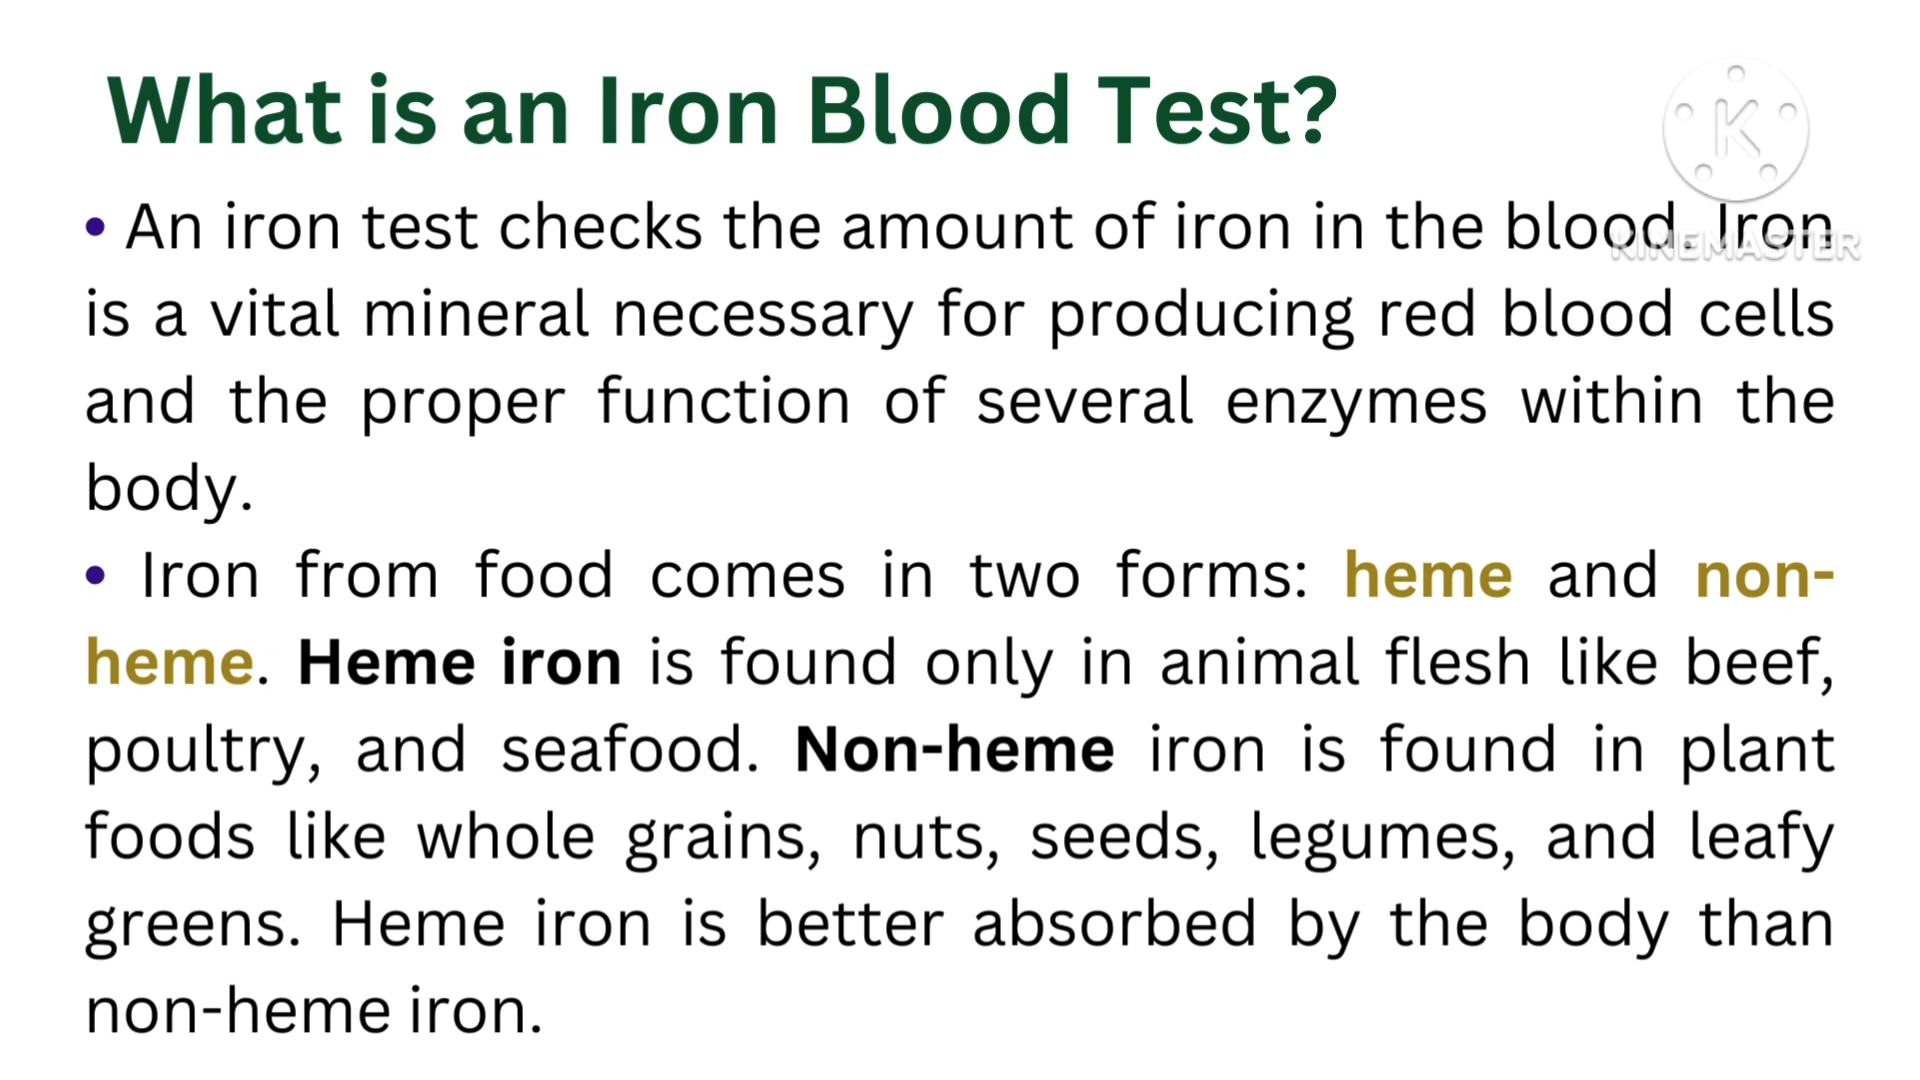 What is an Iron Blood Test?
K
• An iron test checks the amount of iron in the blood. Iron
KINEMASTER
is a vital mineral necessary for producing red blood cells
and the proper function of several enzymes within the
body.
• Iron from food comes in two forms: heme and non-
heme. Heme iron is found only in animal flesh like beef,
poultry, and seafood. Non-heme iron is found in plant
foods like whole grains, nuts, seeds, legumes, and leafy
greens. Heme iron is better absorbed by the body than
non-heme iron.